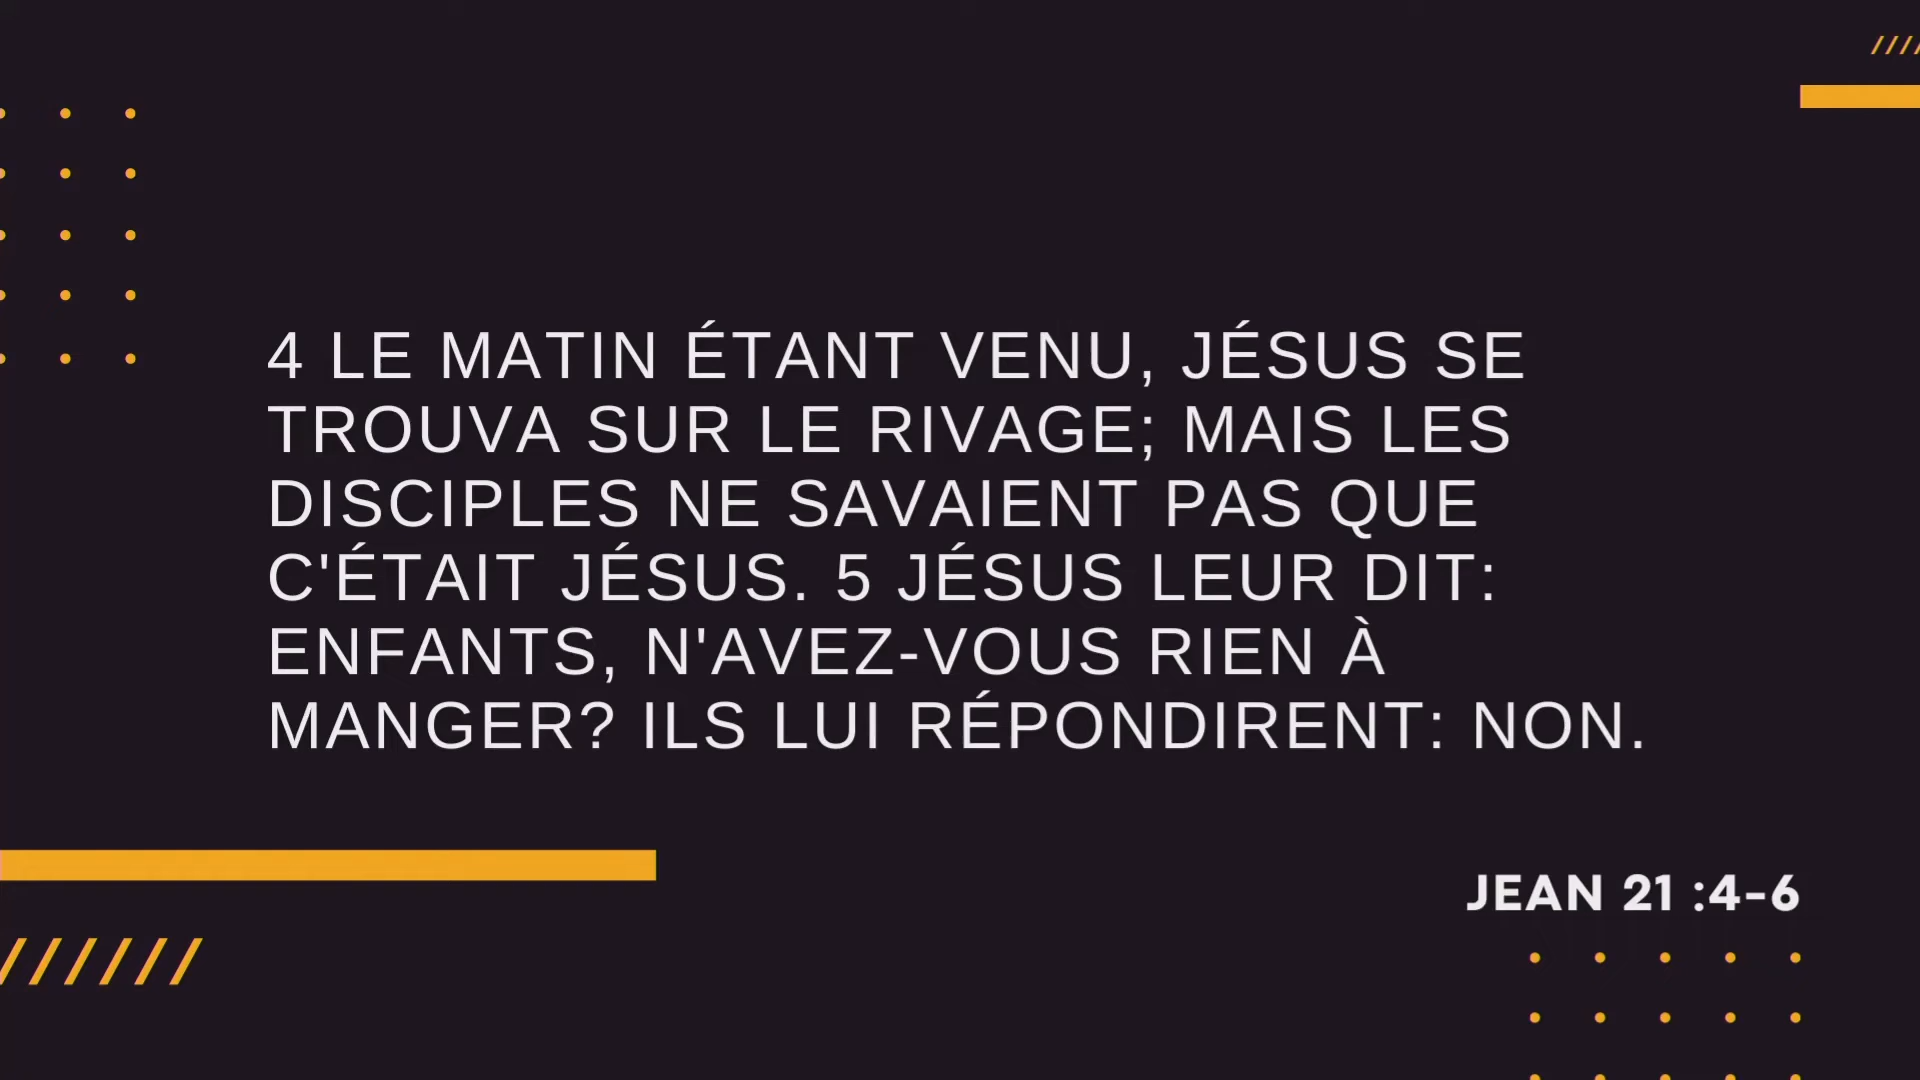 4 LE MATIN ÉTANT VENU, JÉSUS SE
TROUVA SUR LE RIVAGE; MAIS LES
DISCIPLES NE SAVAIENT PAS QUE
C'ÉTAIT JÉSUS. 5 JÉSUS LEUR DIT:
ENFANTS, N'AVEZ-VOUS RIEN À
MANGER? ILS LUI RÉPONDIRENT: NON.
JEAN 21 :4-6